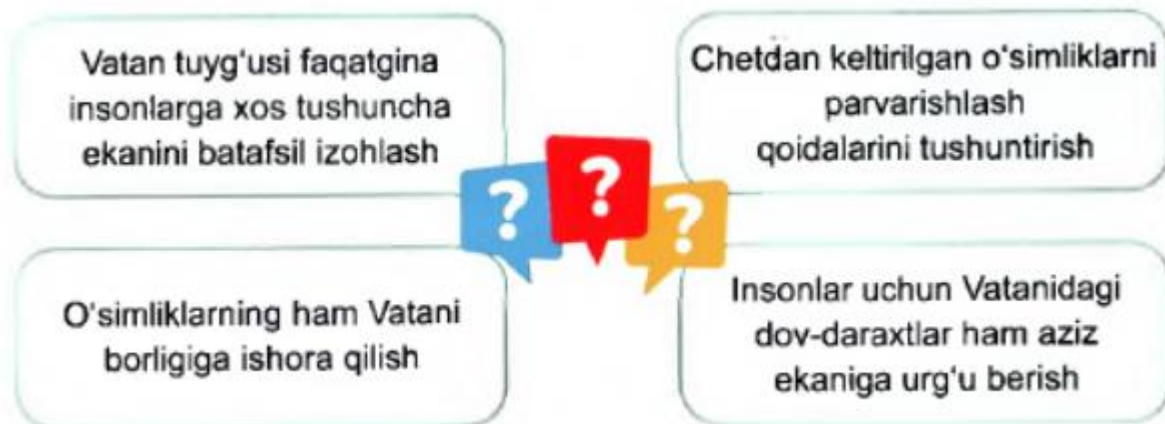 Vatan tuyg‘usi faqatgina
insonlarga xos tushuncha
ekanini batafsil izohlash
Chetdan keltirilgan o‘simliklarni
parvarishlash
qoidalarini tushuntirish
? ? ?
O‘simliklarning ham Vatani
borligiga ishora qilish
Insonlar uchun Vatanidagi
dov-daraxtlar ham aziz
ekaniga urg‘u berish